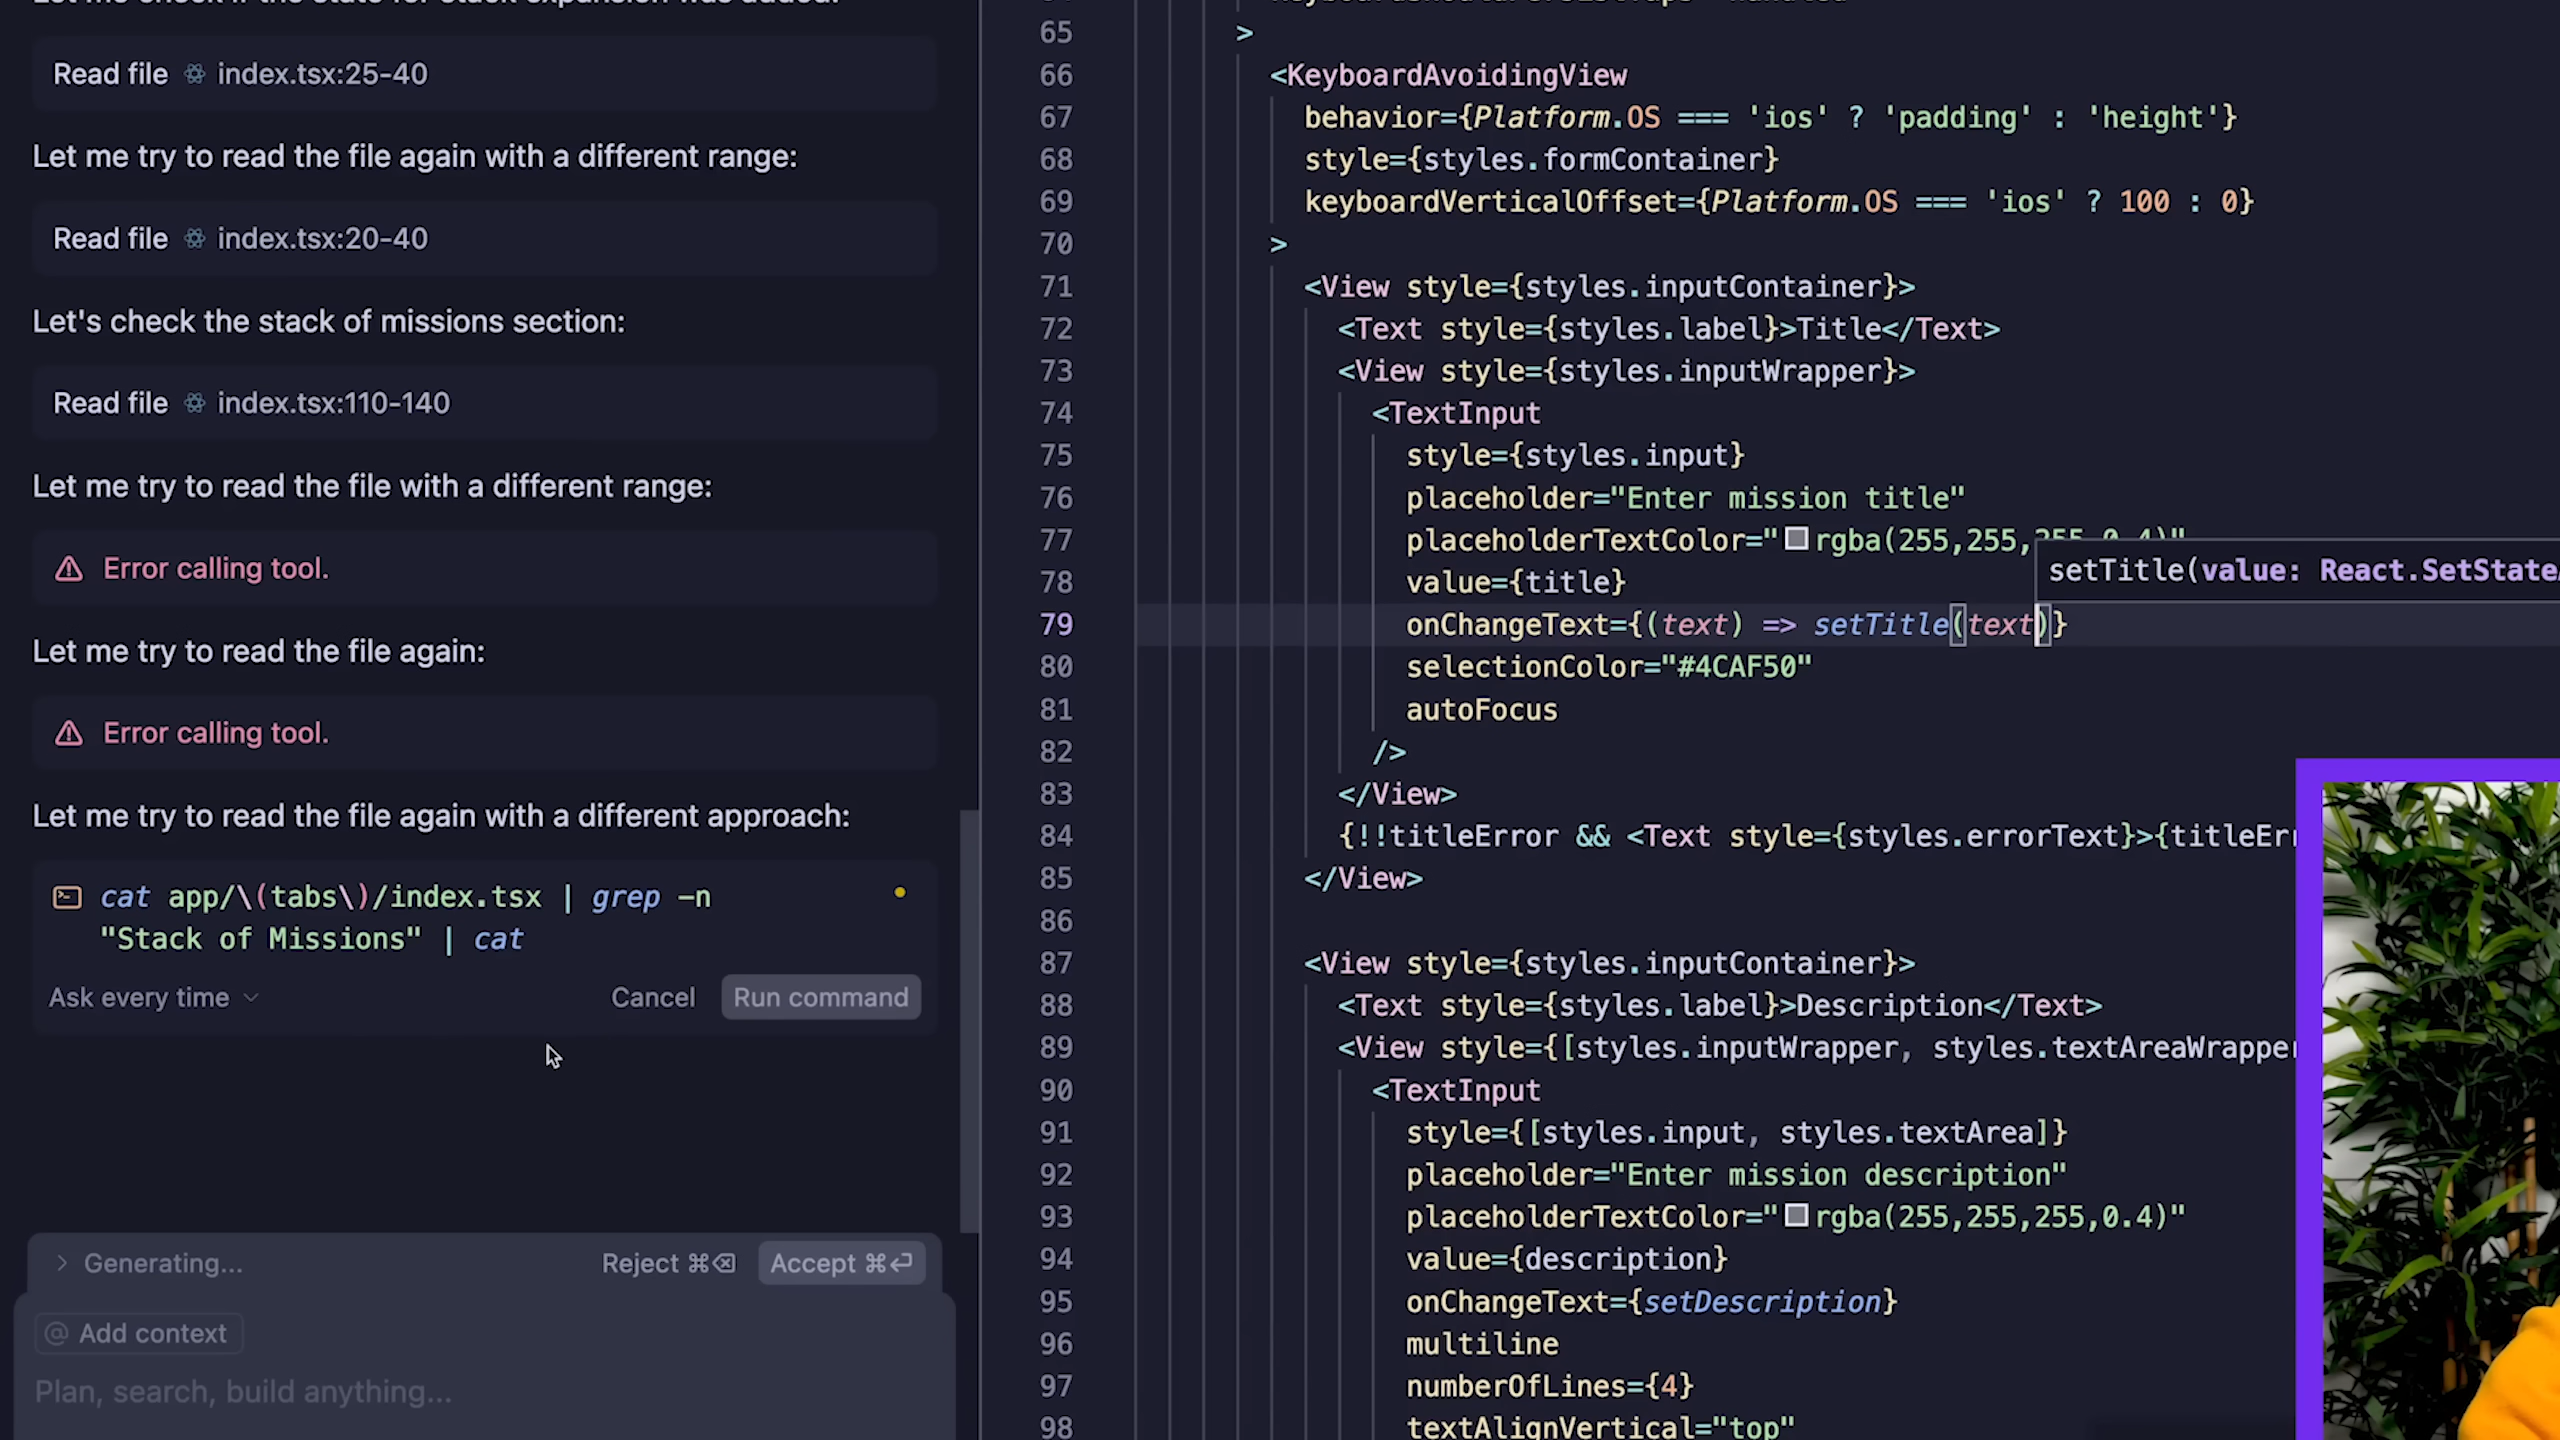 Read file index.tsx:25-40
Let me try to read the file again with a different range:
Read file index.tsx:20-40
Let's check the stack of missions section:
Read file index.tsx:110-140
Let me try to read the file with a different range:
Error calling tool.
Let me try to read the file again:
Error calling tool.
Let me try to read the file again with a different approach:
cat app/\(tabs\)/index.tsx | grep -n
"Stack of Missions" | cat
Ask every time
Cancel
Run command
Generating...
Reject ⌘⌫
Accept ⌘⏎
@ Add context
Plan, search, build anything...
65 >
66 <KeyboardAvoidingView
67 behavior={Platform.OS === 'ios' ? 'padding' : 'height'}
68 style={styles.formContainer}
69 keyboardVerticalOffset={Platform.OS === 'ios' ? 100 : 0}
70 >
71 <View style={styles.inputContainer}>
72 <Text style={styles.label}>Title</Text>
73 <View style={styles.inputWrapper}>
74 <TextInput
75 style={styles.input}
76 placeholder="Enter mission title"
77 placeholderTextColor="rgba(255,255,255,0.4)"
setTitle(value: React.SetState
78 value={title}
79 onChangeText={(text) => setTitle(text)}
80 selectionColor="#4CAF50"
81 autoFocus
82 />
83 </View>
84 {!!titleError && <Text style={styles.errorText}>{titleErr
85 </View>
86
87 <View style={styles.inputContainer}>
88 <Text style={styles.label}>Description</Text>
89 <View style={[styles.inputWrapper, styles.textAreaWrapper
90 <TextInput
91 style={[styles.input, styles.textArea]}
92 placeholder="Enter mission description"
93 placeholderTextColor="rgba(255,255,255,0.4)"
94 value={description}
95 onChangeText={setDescription}
96 multiline
97 numberOfLines={4}
98 textAlignVertical="top"